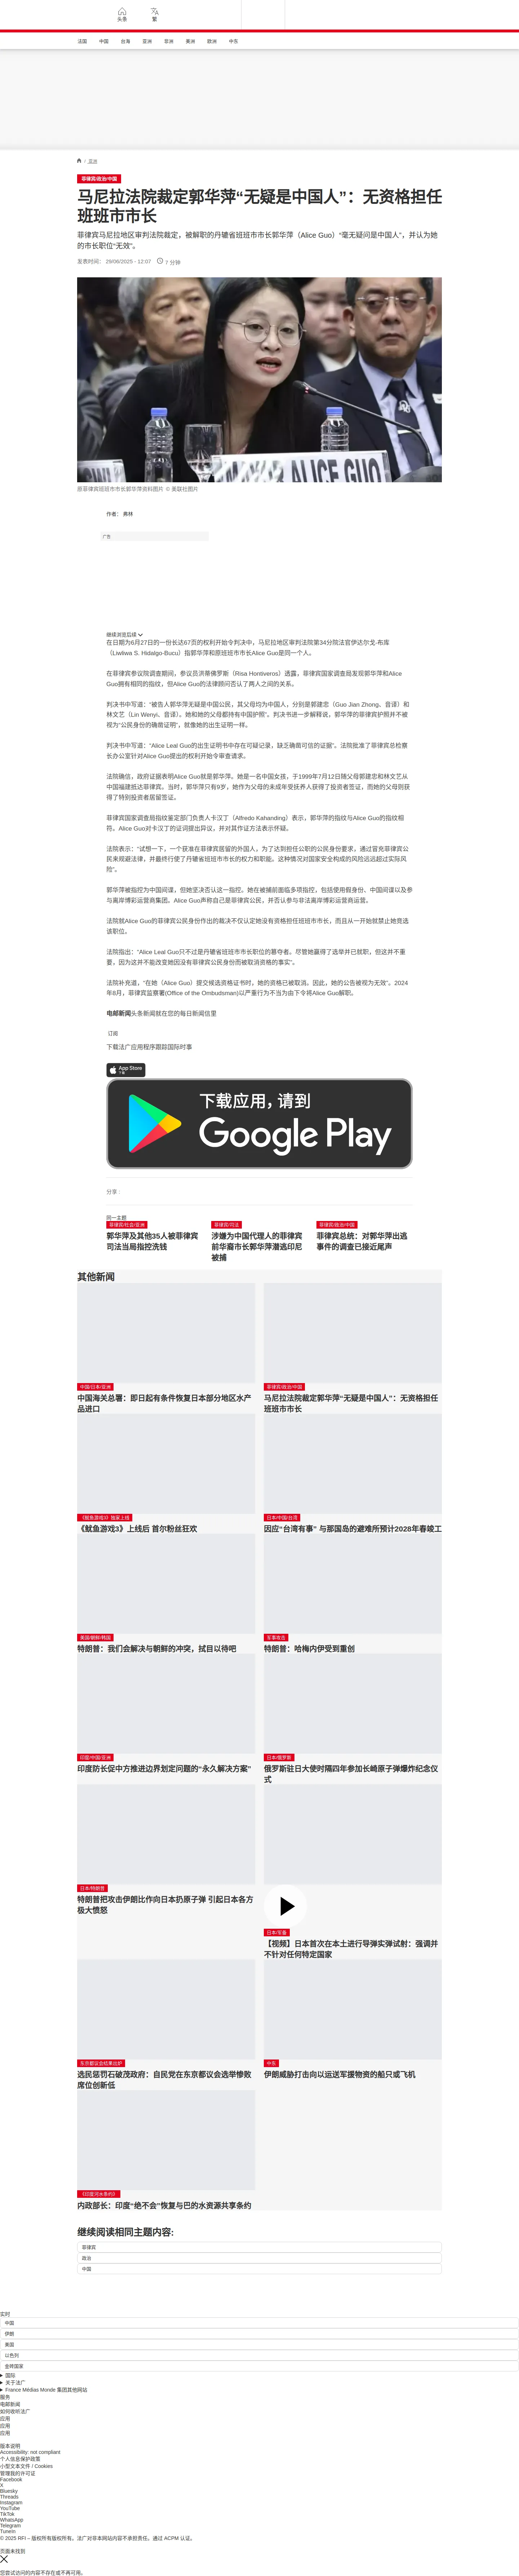 头条
繁
法国
中国
台海
亚洲
非洲
美洲
欧洲
中东
/ 亚洲
菲律宾/政治/中国
马尼拉法院裁定郭华萍“无疑是中国人”：无资格担任
班班市市长
菲律宾马尼拉地区审判法院裁定，被解职的丹辘省班班市市长郭华萍（Alice Guo）“毫无疑问是中国人”，并认为她
的市长职位“无效”。
发表时间： 29/06/2025 - 12:07 7 分钟
ALICE GUO
原菲律宾班班市市长郭华萍资料图片 © 美联社图片
作者： 弗林
广告
继续浏览后续
在日期为6月27日的一份长达67页的权利开始令判决中，马尼拉地区审判法院第34分院法官伊达尔戈-布库
（Liwliwa S. Hidalgo-Bucu）指郭华萍和原班班市市长Alice Guo是同一个人。
在菲律宾参议院调查期间，参议员洪蒂佛罗斯（Risa Hontiveros）透露，菲律宾国家调查局发现郭华萍和Alice
Guo拥有相同的指纹，但Alice Guo的法律顾问否认了两人之间的关系。
判决书中写道：“被告人郭华萍无疑是中国公民，其父母均为中国人，分别是郭建忠（Guo Jian Zhong、音译）和
林文艺（Lin Wenyi、音译）。她和她的父母都持有中国护照”。判决书进一步解释说，郭华萍的菲律宾护照并不被
视为“公民身份的确凿证明”，就像她的出生证明一样。
判决书中写道：“Alice Leal Guo的出生证明书中存在可疑记录，缺乏确凿可信的证据”。法院批准了菲律宾总检察
长办公室针对Alice Guo提出的权利开始令审查请求。
法院确信，政府证据表明Alice Guo就是郭华萍。她是一名中国女孩，于1999年7月12日随父母郭建忠和林文艺从
中国福建抵达菲律宾。当时，郭华萍只有9岁，她作为父母的未成年受抚养人获得了投资者签证，而她的父母则获
得了特别投资者居留签证。
菲律宾国家调查局指纹鉴定部门负责人卡汉丁（Alfredo Kahanding）表示，郭华萍的指纹与Alice Guo的指纹相
符。Alice Guo对卡汉丁的证词提出异议，并对其作证方法表示怀疑。
法院表示：“试想一下，一个获准在菲律宾居留的外国人，为了达到担任公职的公民身份要求，通过冒充菲律宾公
民来规避法律，并最终行使了丹辘省班班市市长的权力和职能。这种情况对国家安全构成的风险远远超过实际风
险”。
郭华萍被指控为中国间谍，但她坚决否认这一指控。她在被捕前面临多项指控，包括使用假身份、中国间谍以及参
与离岸博彩运营商集团。Alice Guo声称自己是菲律宾公民，并否认参与非法离岸博彩运营商运营商。
法院就Alice Guo的菲律宾公民身份作出的裁决不仅认定她没有资格担任班班市市长，而且从一开始就禁止她竞选
该职位。
法院指出：“Alice Leal Guo只不过是丹辘省班班市市长职位的篡夺者。尽管她赢得了选举并已就职，但这并不重
要，因为这并不能改变她因没有菲律宾公民身份而被取消资格的事实”。
法院补充道，“在她（Alice Guo）提交候选资格证书时，她的资格已被取消。因此，她的公告被视为无效”。2024
年8月，菲律宾监察署(Office of the Ombudsman)以严重行为不当为由下令将Alice Guo解职。
电邮新闻头条新闻就在您的每日新闻信里
订阅
下载法广应用程序跟踪国际时事
App Store
下载
下载应用，请到
Google Play
分享 :
同一主题
菲律宾/社会/亚洲
郭华萍及其他35人被菲律宾
司法当局指控洗钱
菲律宾/司法
涉嫌为中国代理人的菲律宾
前华裔市长郭华萍潜逃印尼
被捕
菲律宾/政治/中国
菲律宾总统：对郭华萍出逃
事件的调查已接近尾声
其他新闻
中国/日本/亚洲
中国海关总署：即日起有条件恢复日本部分地区水产
品进口
菲律宾/政治/中国
马尼拉法院裁定郭华萍“无疑是中国人”：无资格担任
班班市市长
《鱿鱼游戏3》独家上线
《鱿鱼游戏3》上线后 首尔粉丝狂欢
日本/中国/台湾
因应“台湾有事” 与那国岛的避难所预计2028年春竣工
美国/朝鲜/韩国
特朗普：我们会解决与朝鲜的冲突，拭目以待吧
军事攻击
特朗普：哈梅内伊受到重创
印度/中国/亚洲
印度防长促中方推进边界划定问题的“永久解决方案”
日本/俄罗斯
俄罗斯驻日大使时隔四年参加长崎原子弹爆炸纪念仪
式
日本/特朗普
特朗普把攻击伊朗比作向日本扔原子弹 引起日本各方
极大愤怒
日本/军备
【视频】日本首次在本土进行导弹实弹试射：强调并
不针对任何特定国家
东京都议会结果出炉
选民惩罚石破茂政府：自民党在东京都议会选举惨败
席位创新低
中东
伊朗威胁打击向以运送军援物资的船只或飞机
《印度河水条约》
内政部长：印度“绝不会”恢复与巴的水资源共享条约
继续阅读相同主题内容:
菲律宾
政治
中国
实时
中国
伊朗
美国
以色列
金砖国家
国际
关于法广
France Médias Monde 集团其他网站
服务
电邮新闻
如何收听法广
应用
应用
应用
版本说明
Accessibility: not compliant
个人信息保护政策
小型文本文件 / Cookies
管理我的许可证
Facebook
X
Bluesky
Threads
Instagram
YouTube
TikTok
WhatsApp
Telegram
TuneIn
© 2025 RFI – 版权所有版权所有。法广对非本网站内容不承担责任。通过 ACPM 认证。
页面未找到
您尝试访问的内容不存在或不再可用。